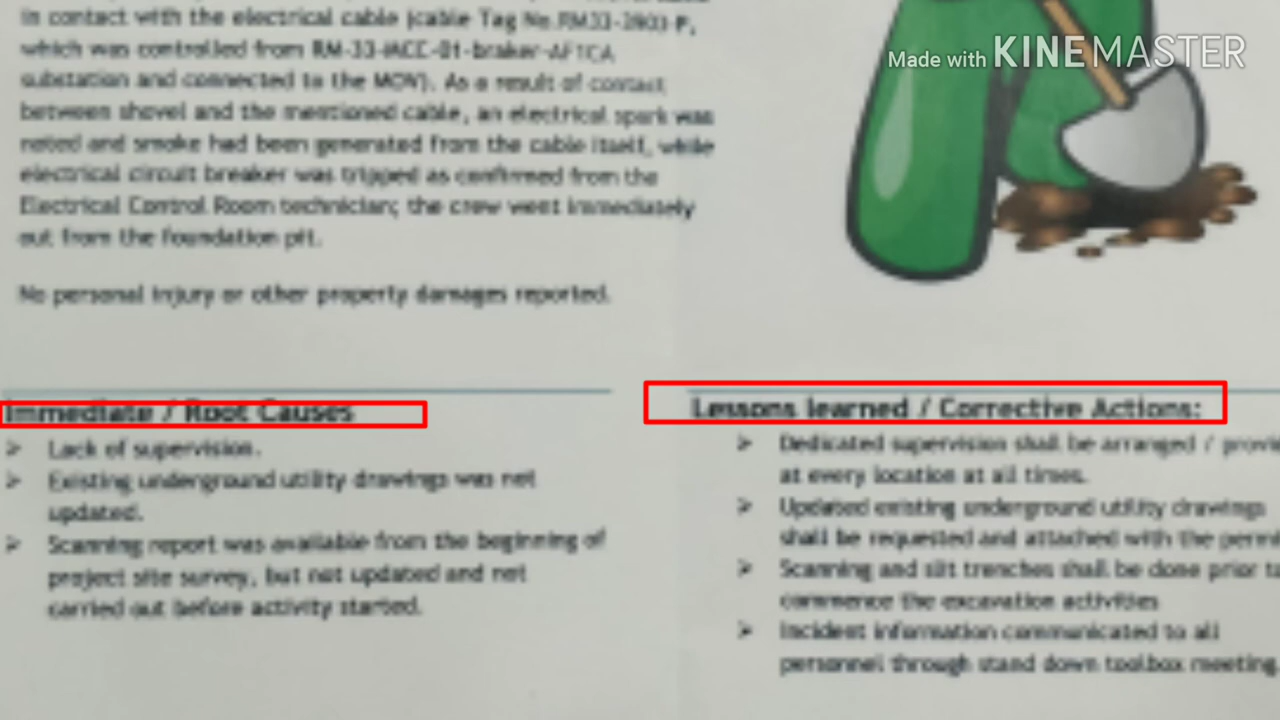 in contact with the electrical cable (cable Tag No.
which was controlled from
substation and connected to the MOV). As a result of contact
between shovel and the mentioned cable, an electrical spark was
noted and smoke had been generated from the cable itself, while
electrical circuit breaker was tripped as confirmed from the
Electrical Control Room technician; the crew went immediately
out from the foundation pit.
No personal injury or other property damages reported.
Immediate / Root Causes
➢ Lack of supervision.
➢ Existing underground utility drawings was not
updated.
➢ Scanning report was available from the beginning of
project site survey, but not updated and not
carried out before activity started.
Made with KINEMASTER
Lessons learned / Corrective Actions:
➢ Dedicated supervision shall be arranged /
at every location at all times.
➢ Updated existing underground utility drawings
shall be requested and attached with the
➢ Scanning and slit trenches shall be done prior
commence the excavation activities
➢ Incident information communicated to all
personnel through stand down toolbox meeting.